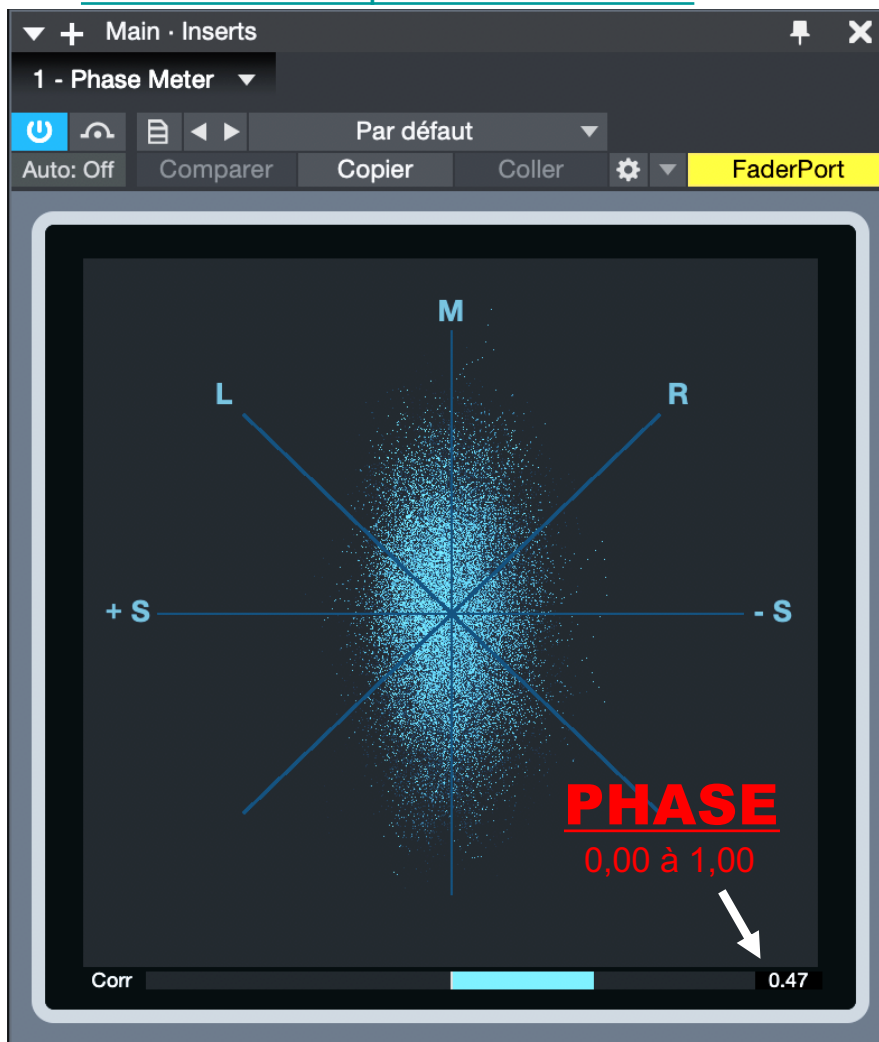 Main · Inserts
1 - Phase Meter
Par défaut
Auto: Off Comparer Copier Coller FaderPort
M
L R
+ S - S
PHASE
0,00 à 1,00
Corr 0.47